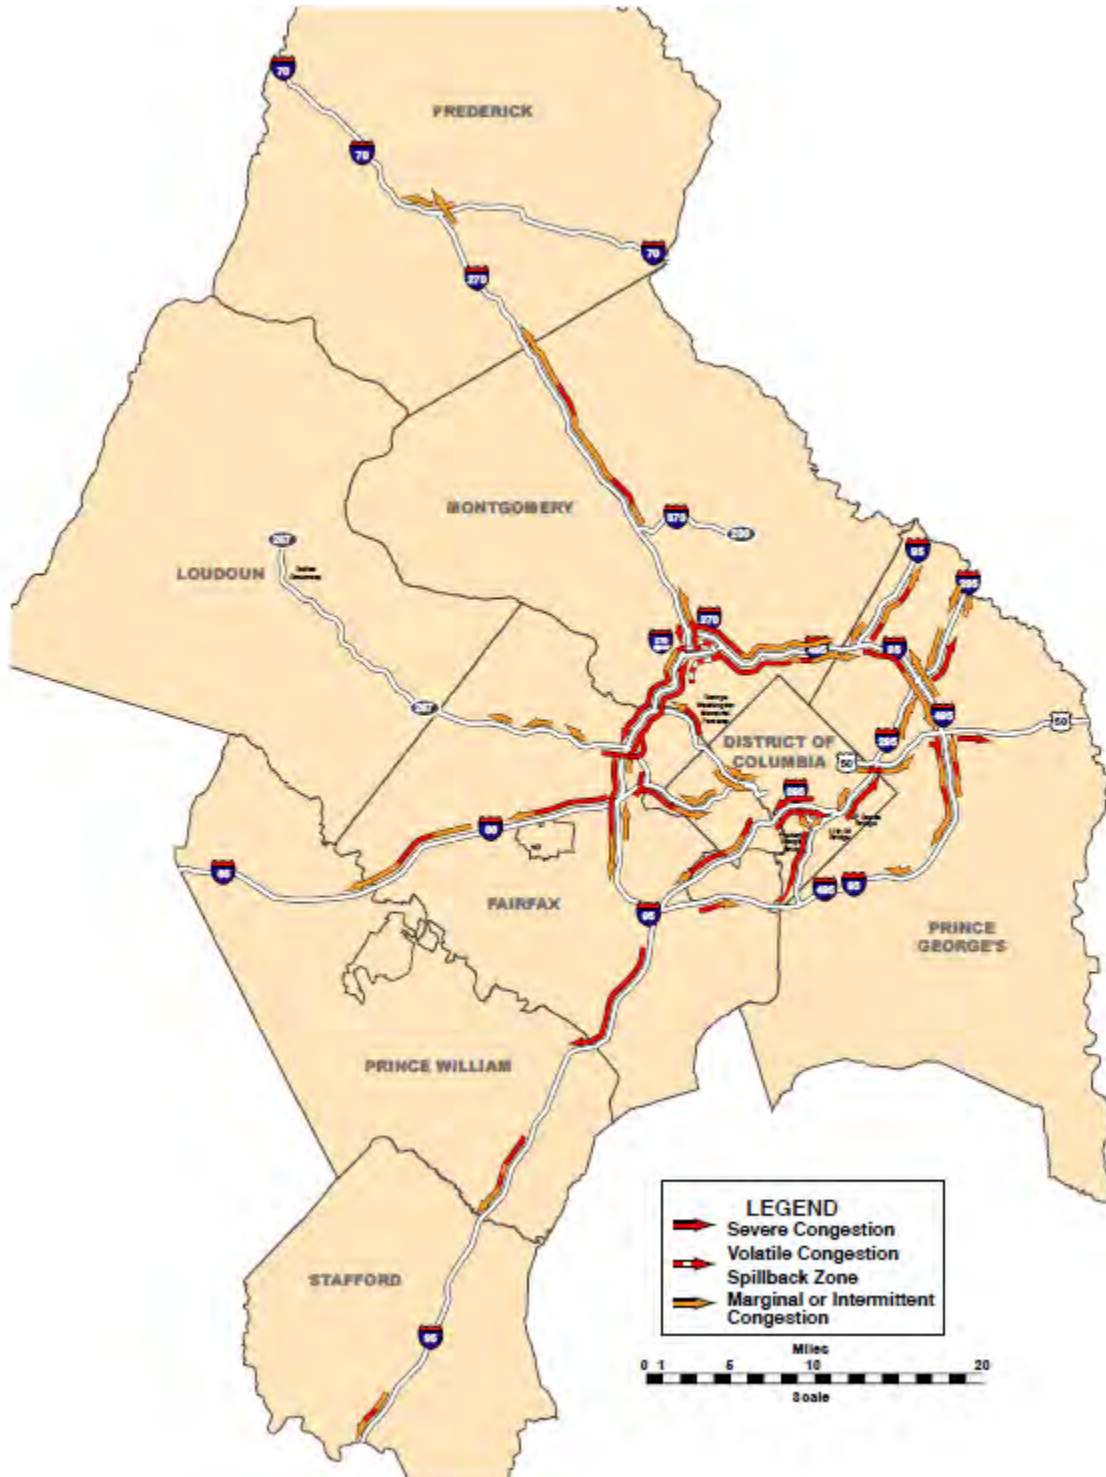 70
FREDERICK
70
70
270
MONTGOMERY
370
200
267
LOUDOUN
95
295
270
495
95
267
495
50
DISTRICT OF
COLUMBIA
50
295
395
66
66
495
95
FAIRFAX
95
PRINCE
GEORGE'S
PRINCE WILLIAM
STAFFORD
95
LEGEND
Severe Congestion
Volatile Congestion
Spillback Zone
Marginal or Intermittent
Congestion
Miles
0 1 5 10 20
Scale